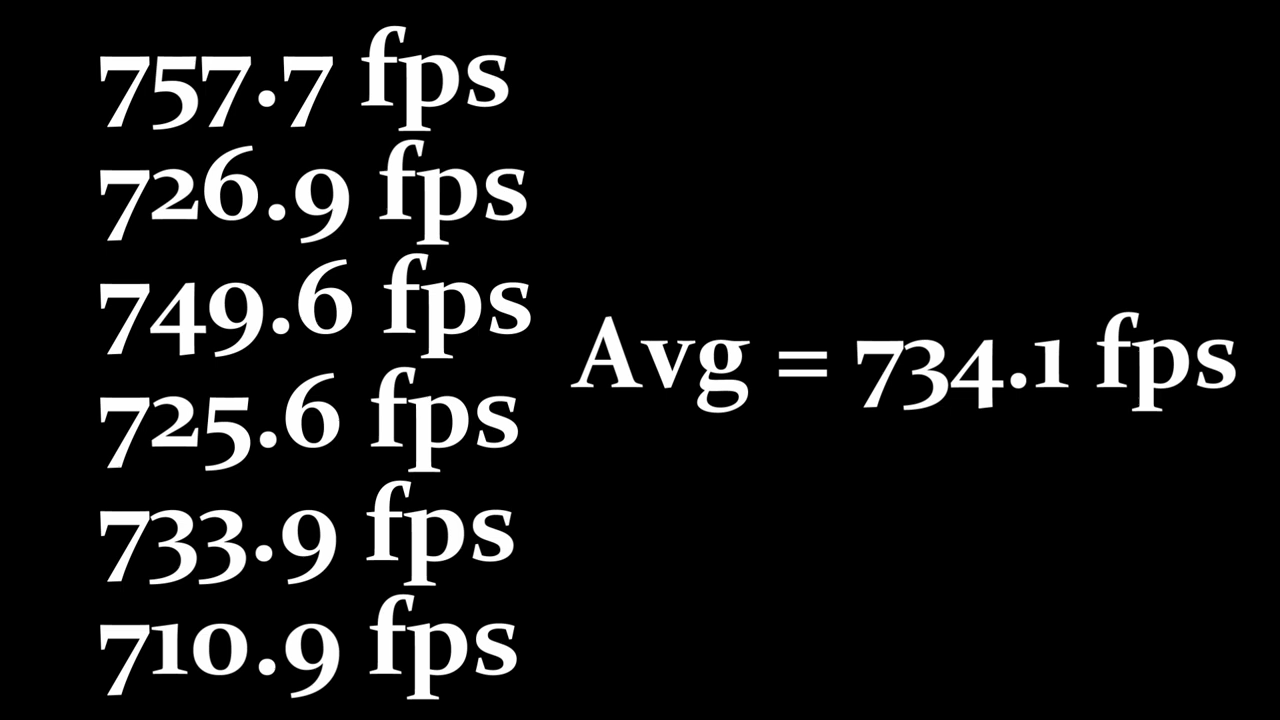 757.7 fps
726.9 fps
749.6 fps
725.6 fps
733.9 fps
710.9 fps
Avg = 734.1 fps